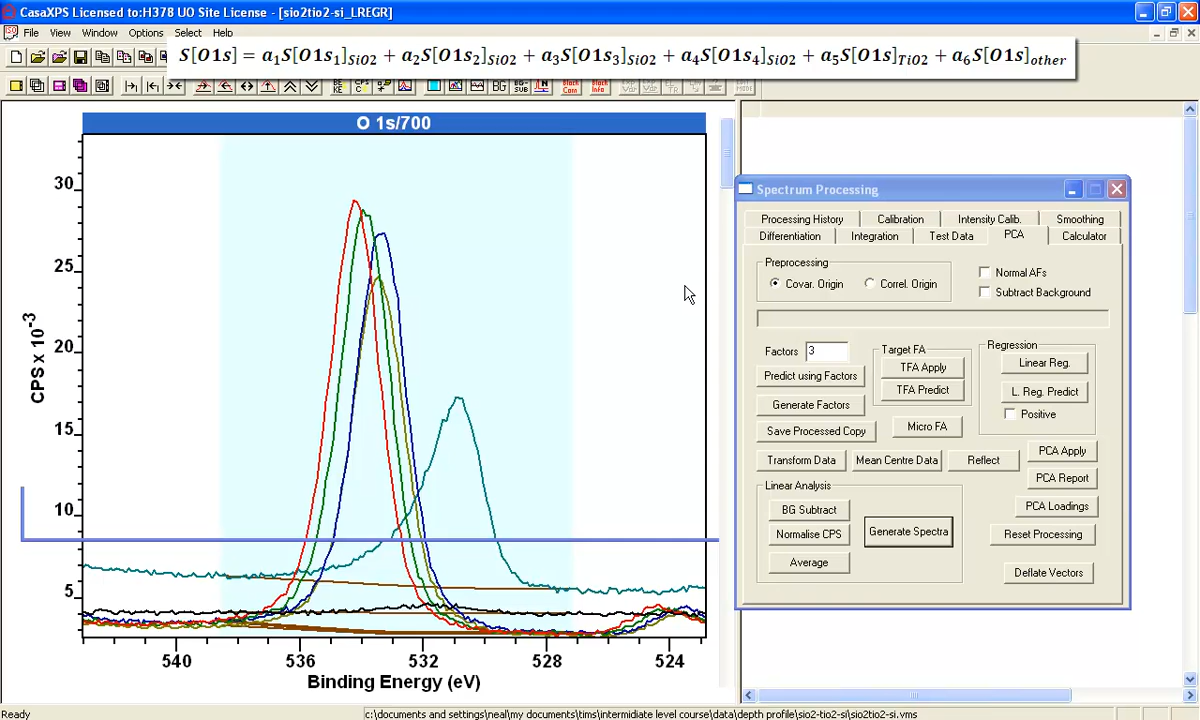 CasaXPS Licensed to:H378 UO Site License - [sio2tio2-si_LREGR]
File View Window Options Select Help
S[O1s] = a₁S[O1s₁]SiO2 + a₂S[O1s₂]SiO2 + a₃S[O1s₃]SiO2 + a₄S[O1s₄]SiO2 + a₅S[O1s]TiO2 + a₆S[O1s]other
O 1s/700
30
25
20
15
10
5
CPS x 10⁻³
540 536 532 528 524
Binding Energy (eV)
Spectrum Processing
Processing History Calibration Intensity Calib. Smoothing
Differentiation Integration Test Data PCA Calculator
Preprocessing
Covar. Origin Correl. Origin
Normal AFs
Subtract Background
Factors 3
Predict using Factors
Generate Factors
Save Processed Copy
Target FA
TFA Apply
TFA Predict
Micro FA
Regression
Linear Reg.
L. Reg. Predict
Positive
Transform Data Mean Centre Data Reflect
PCA Apply
PCA Report
PCA Loadings
Reset Processing
Deflate Vectors
Linear Analysis
BG Subtract
Normalise CPS
Average
Generate Spectra
Ready
c:\documents and settings\neal\my documents\tims\intermidiate level course\data\depth profile\sio2-tio2-si\sio2tio2-si.vms